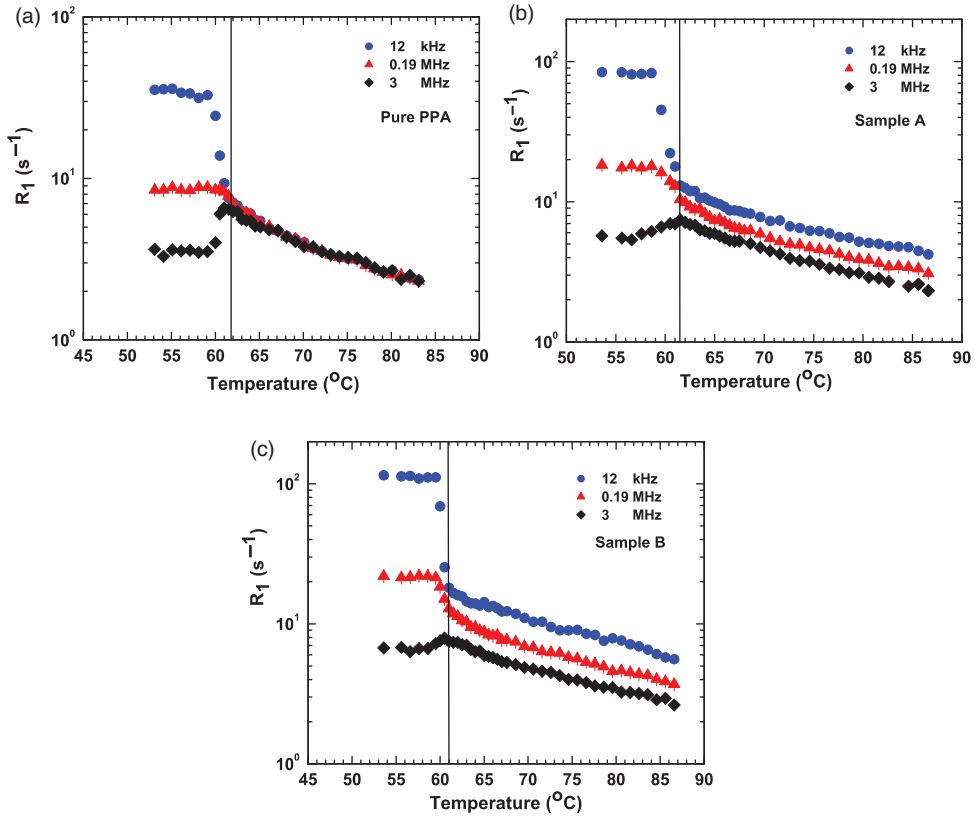 (a)
10²
10¹
10⁰
R₁ (s⁻¹)
12 kHz
0.19 MHz
3 MHz
Pure PPA
45 50 55 60 65 70 75 80 85 90
Temperature (°C)
(b)
10²
10¹
10⁰
R₁ (s⁻¹)
12 kHz
0.19 MHz
3 MHz
Sample A
50 55 60 65 70 75 80 85 90
Temperature (°C)
(c)
10²
10¹
10⁰
R₁ (s⁻¹)
12 kHz
0.19 MHz
3 MHz
Sample B
45 50 55 60 65 70 75 80 85 90
Temperature (°C)